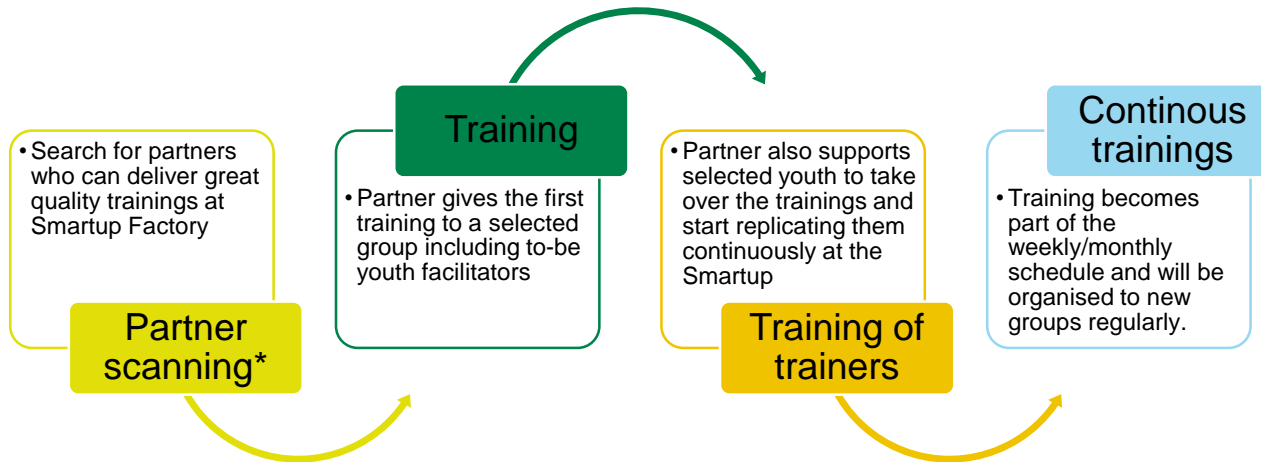 • Search for partners
who can deliver great
quality trainings at
Smartup Factory
Partner
scanning*
Training
• Partner gives the first
training to a selected
group including to-be
youth facilitators
• Partner also supports
selected youth to take
over the trainings and
start replicating them
continuously at the
Smartup
Training of
trainers
Continous
trainings
• Training becomes
part of the
weekly/monthly
schedule and will be
organised to new
groups regularly.